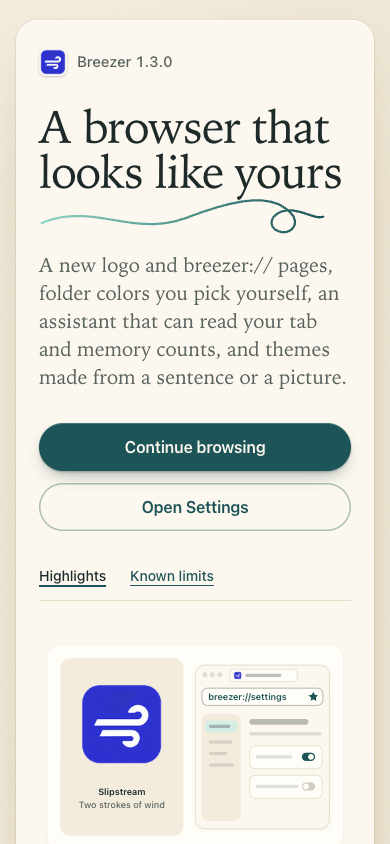 Breezer 1.3.0
A browser that
looks like yours
A new logo and breezer:// pages,
folder colors you pick yourself, an
assistant that can read your tab
and memory counts, and themes
made from a sentence or a picture.
Continue browsing
Open Settings
Highlights
Known limits
breezer://settings
Slipstream
Two strokes of wind